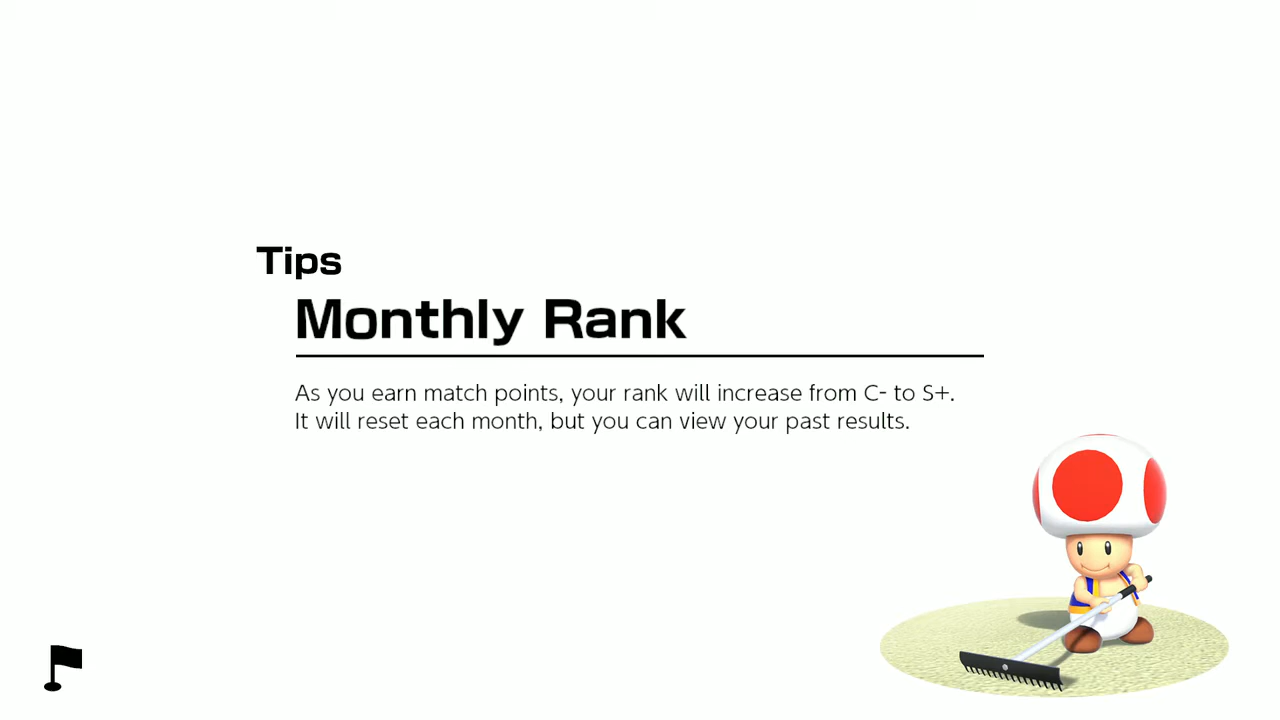 Tips
Monthly Rank
As you earn match points, your rank will increase from C- to S+.
It will reset each month, but you can view your past results.